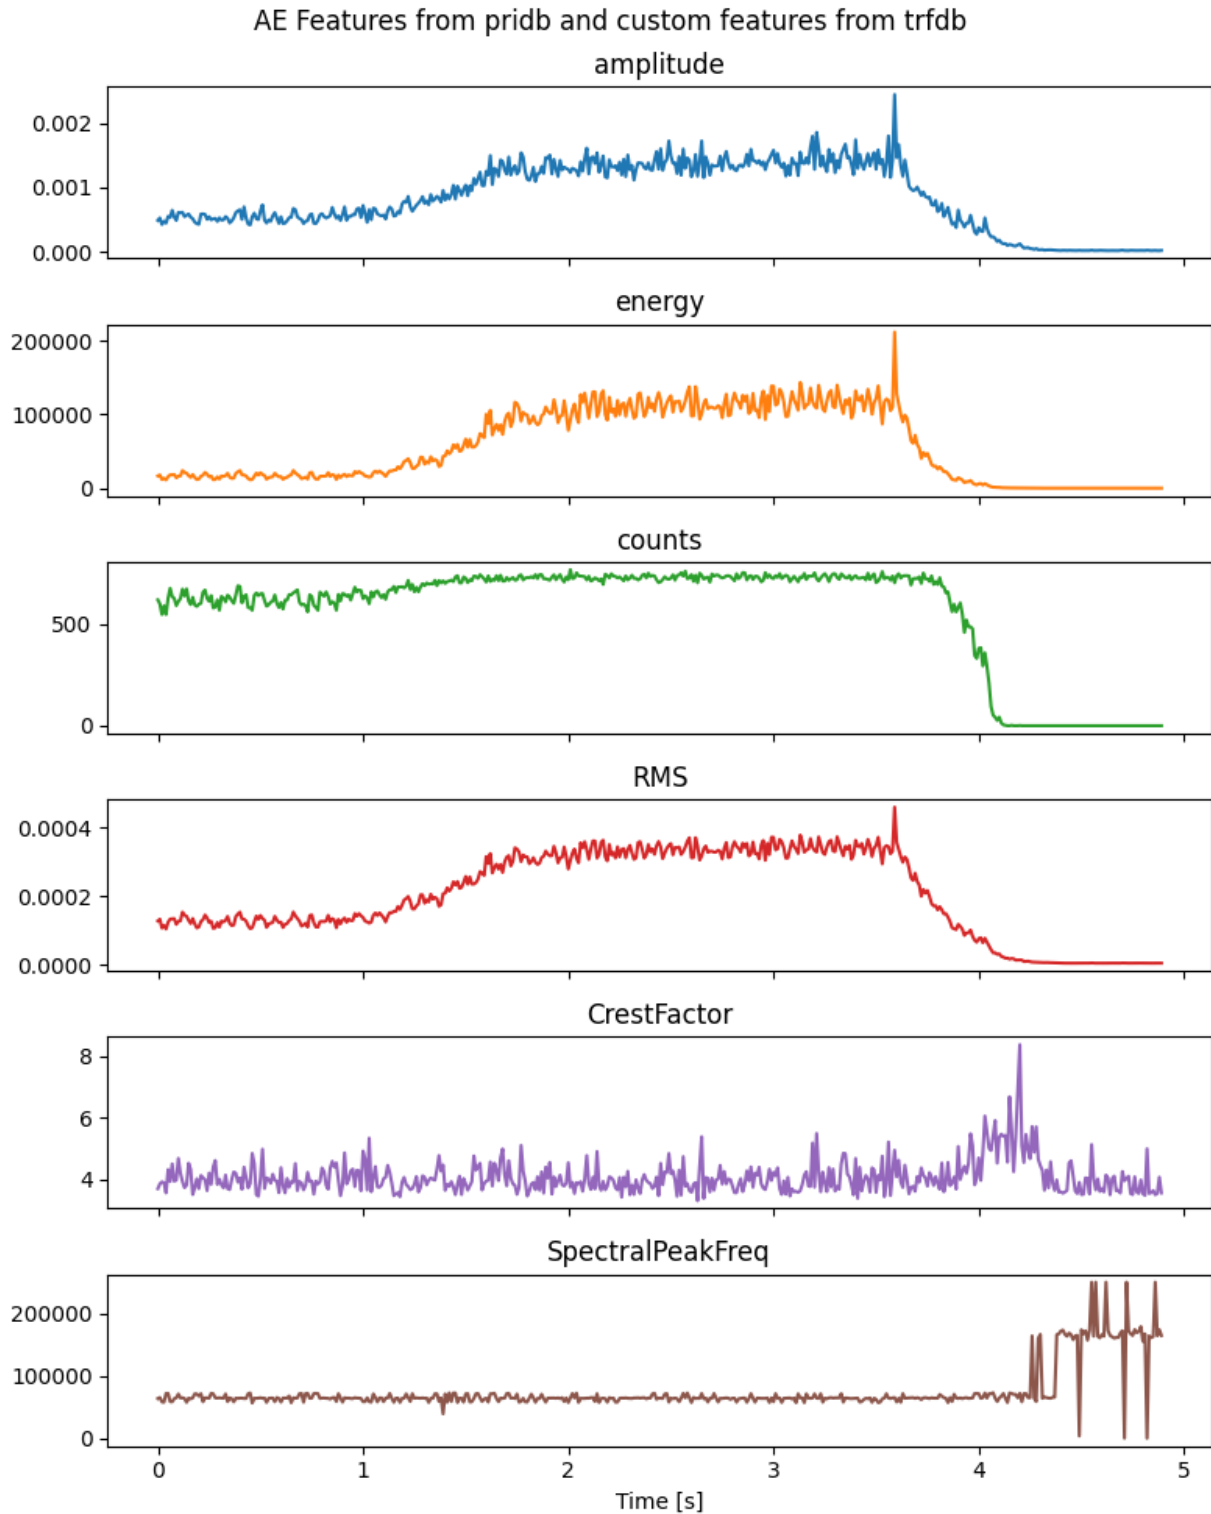 AE Features from pridb and custom features from trfdb
amplitude
0.002
0.001
0.000
energy
200000
100000
0
counts
500
0
RMS
0.0004
0.0002
0.0000
CrestFactor
8
6
4
SpectralPeakFreq
200000
100000
0
0 1 2 3 4 5
Time [s]